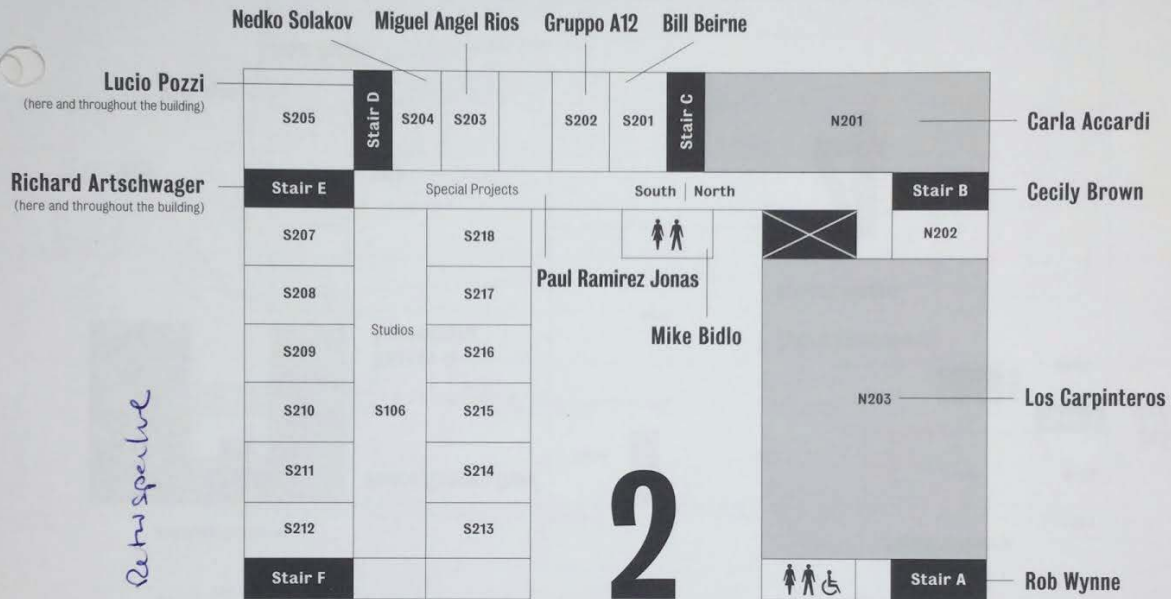 Nedko Solakov Miguel Angel Rios Gruppo A12 Bill Beirne
Lucio Pozzi
(here and throughout the building)
S205 Stair D S204 S203 S202 S201 Stair C N201 Carla Accardi
Richard Artschwager
(here and throughout the building)
Stair E Special Projects South | North Stair B Cecily Brown
S207 S218 N202
Paul Ramirez Jonas
S208 S217
Studios Mike Bidlo
S209 S216
S210 S106 S215 N203 Los Carpinteros
Retrospective
S211 S214
S212 S213
2
Stair F Stair A Rob Wynne